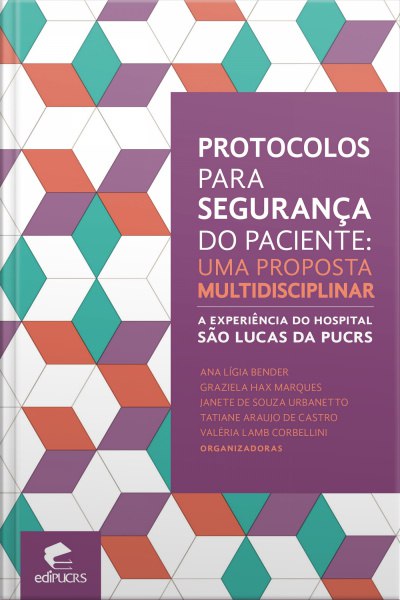 PROTOCOLOS
PARA
SEGURANÇA
DO PACIENTE:
UMA PROPOSTA
MULTIDISCIPLINAR
A EXPERIÊNCIA DO HOSPITAL
SÃO LUCAS DA PUCRS
ANA LÍGIA BENDER
GRAZIELA HAX MARQUES
JANETE DE SOUZA URBANETTO
TATIANE ARAUJO DE CASTRO
VALÉRIA LAMB CORBELLINI
ORGANIZADORAS
ediPUCRS